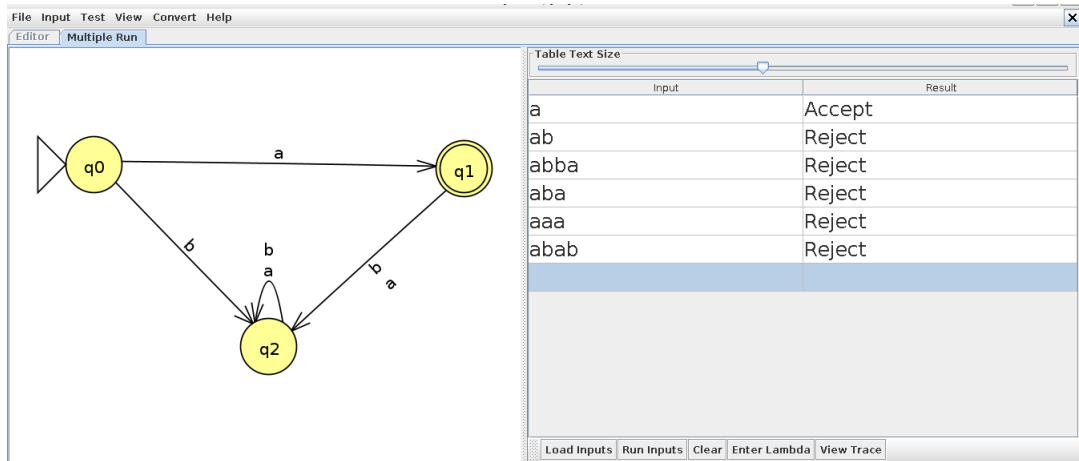 File Input Test View Convert Help
Editor Multiple Run
Table Text Size
Input Result
a Accept
ab Reject
abba Reject
aba Reject
aaa Reject
abab Reject
q0
a
q1
b
b
a
b
a
q2
Load Inputs Run Inputs Clear Enter Lambda View Trace